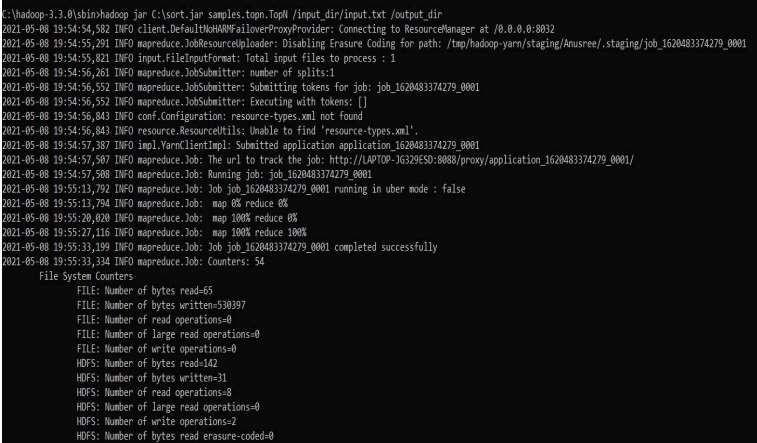 C:\hadoop-3.3.0\sbin>hadoop jar C:\sort.jar samples.topn.TopN /input_dir/input.txt /output_dir
2021-05-08 19:54:54,582 INFO client.DefaultNoHARMFailoverProxyProvider: Connecting to ResourceManager at /0.0.0.0:8032
2021-05-08 19:54:55,291 INFO mapreduce.JobResourceUploader: Disabling Erasure Coding for path: /tmp/hadoop-yarn/staging/Anusree/.staging/job_1620483374279_0001
2021-05-08 19:54:55,821 INFO input.FileInputFormat: Total input files to process : 1
2021-05-08 19:54:56,261 INFO mapreduce.JobSubmitter: number of splits:1
2021-05-08 19:54:56,552 INFO mapreduce.JobSubmitter: Submitting tokens for job: job_1620483374279_0001
2021-05-08 19:54:56,552 INFO mapreduce.JobSubmitter: Executing with tokens: []
2021-05-08 19:54:56,843 INFO conf.Configuration: resource-types.xml not found
2021-05-08 19:54:56,843 INFO resource.ResourceUtils: Unable to find 'resource-types.xml'.
2021-05-08 19:54:57,387 INFO impl.YarnClientImpl: Submitted application application_1620483374279_0001
2021-05-08 19:54:57,507 INFO mapreduce.Job: The url to track the job: http://LAPTOP-JG329ESD:8088/proxy/application_1620483374279_0001/
2021-05-08 19:54:57,508 INFO mapreduce.Job: Running job: job_1620483374279_0001
2021-05-08 19:55:13,792 INFO mapreduce.Job: Job job_1620483374279_0001 running in uber mode : false
2021-05-08 19:55:13,794 INFO mapreduce.Job:  map 0% reduce 0%
2021-05-08 19:55:20,020 INFO mapreduce.Job:  map 100% reduce 0%
2021-05-08 19:55:27,116 INFO mapreduce.Job:  map 100% reduce 100%
2021-05-08 19:55:33,199 INFO mapreduce.Job: Job job_1620483374279_0001 completed successfully
2021-05-08 19:55:33,334 INFO mapreduce.Job: Counters: 54
File System Counters
FILE: Number of bytes read=65
FILE: Number of bytes written=530397
FILE: Number of read operations=0
FILE: Number of large read operations=0
FILE: Number of write operations=0
HDFS: Number of bytes read=142
HDFS: Number of bytes written=31
HDFS: Number of read operations=8
HDFS: Number of large read operations=0
HDFS: Number of write operations=2
HDFS: Number of bytes read erasure-coded=0